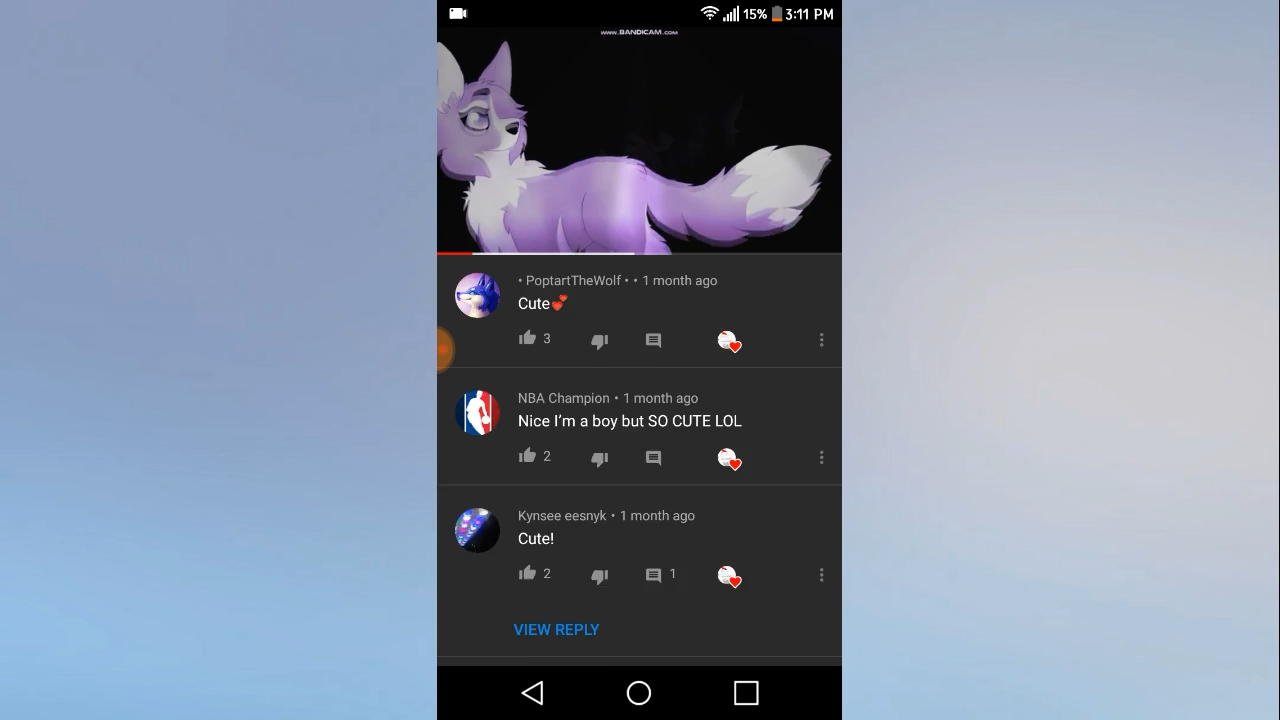 15% 3:11 PM
WWW.BANDICAM.COM
• PoptartTheWolf • • 1 month ago
Cute💕
3
NBA Champion • 1 month ago
Nice I'm a boy but SO CUTE LOL
2
Kynsee eesnyk • 1 month ago
Cute!
2 1
VIEW REPLY